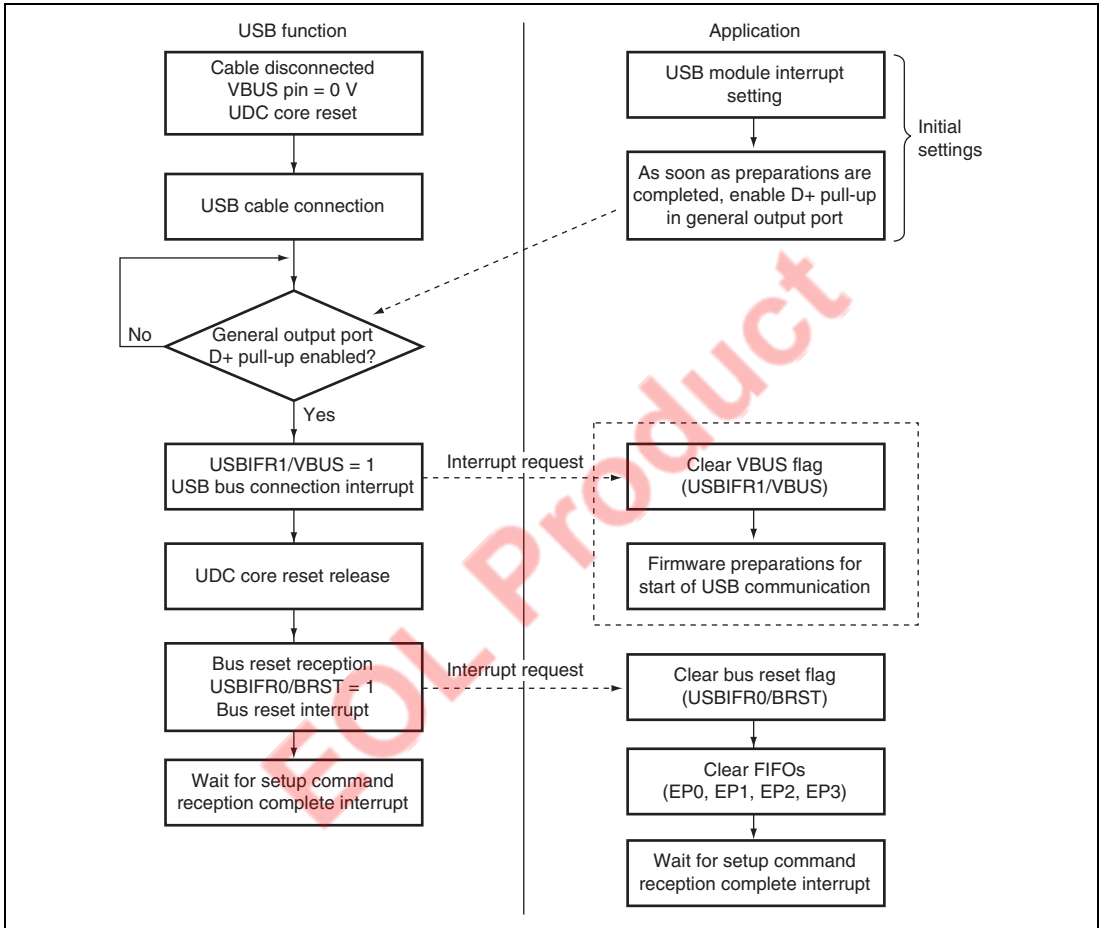 USB function
Cable disconnected
VBUS pin = 0 V
UDC core reset
USB cable connection
No
General output port
D+ pull-up enabled?
Yes
USBIFR1/VBUS = 1
USB bus connection interrupt
Interrupt request
UDC core reset release
Bus reset reception
USBIFR0/BRST = 1
Bus reset interrupt
Interrupt request
Wait for setup command
reception complete interrupt
Application
USB module interrupt
setting
As soon as preparations are
completed, enable D+ pull-up
in general output port
Initial
settings
Clear VBUS flag
(USBIFR1/VBUS)
Firmware preparations for
start of USB communication
Clear bus reset flag
(USBIFR0/BRST)
Clear FIFOs
(EP0, EP1, EP2, EP3)
Wait for setup command
reception complete interrupt
EOL Product